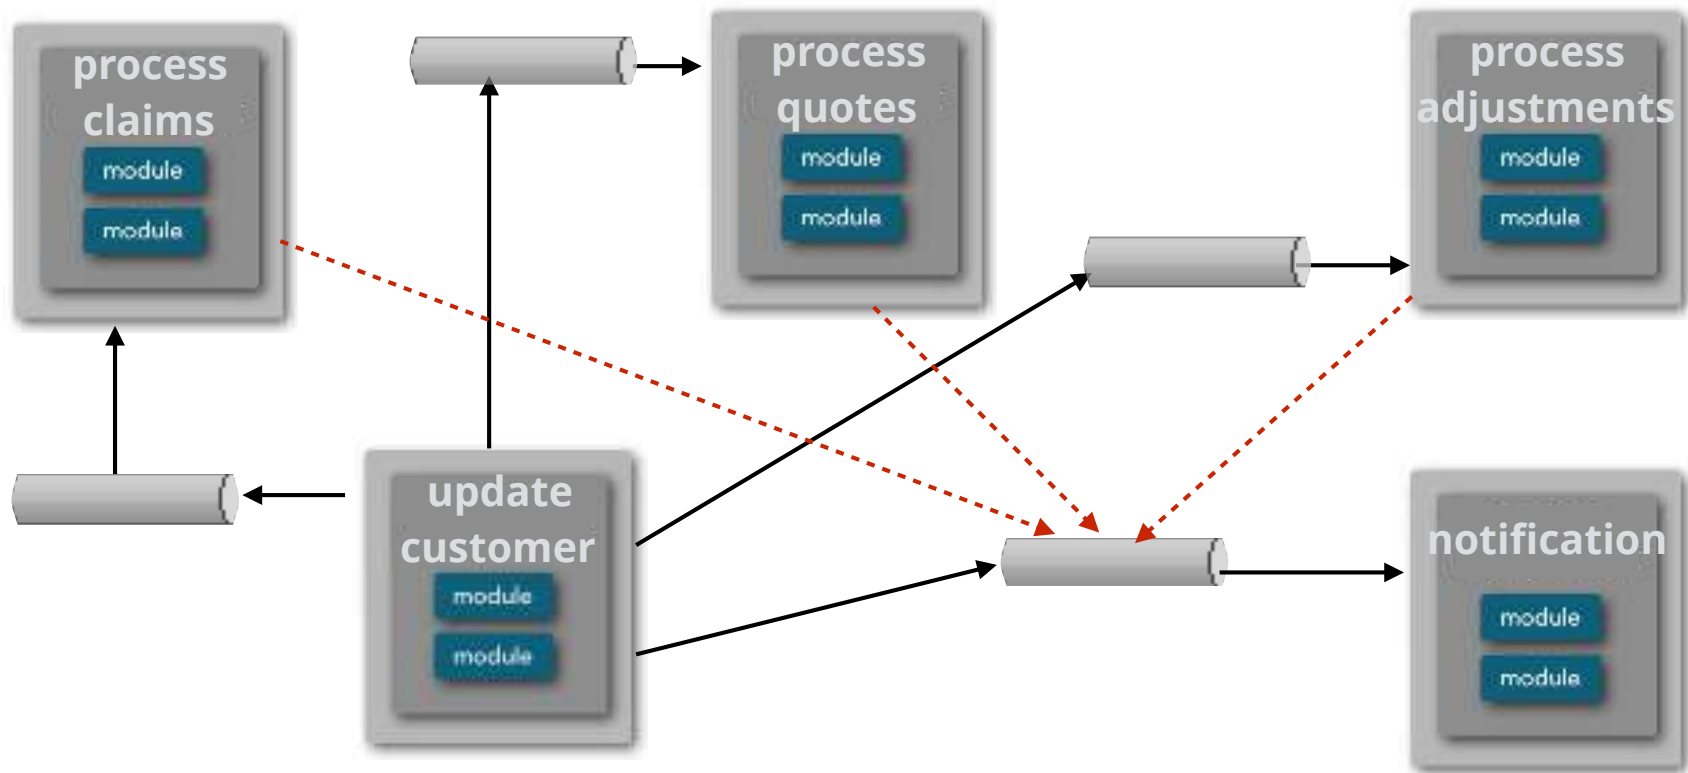 process
claims
module
module
process
quotes
module
module
process
adjustments
module
module
update
customer
module
module
notification
module
module